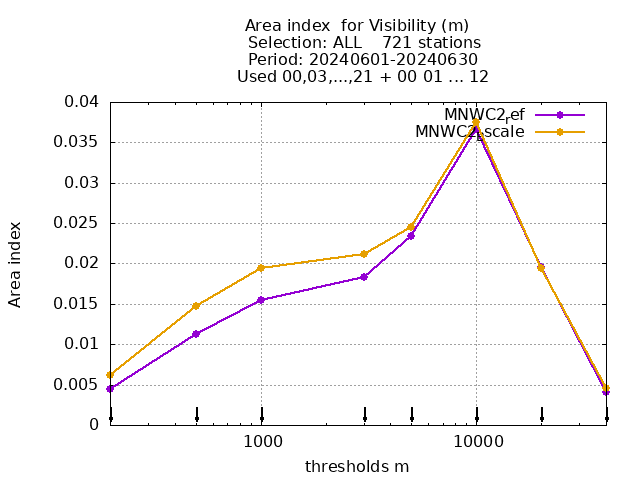 Area index  for Visibility (m)
Selection: ALL    721 stations
Period: 20240601-20240630
Used 00,03,...,21 + 00 01 ... 12
MNWC2ref
MNWC2Lscale
0.04
0.035
0.03
0.025
0.02
0.015
0.01
0.005
0
Area index
1000
10000
thresholds m